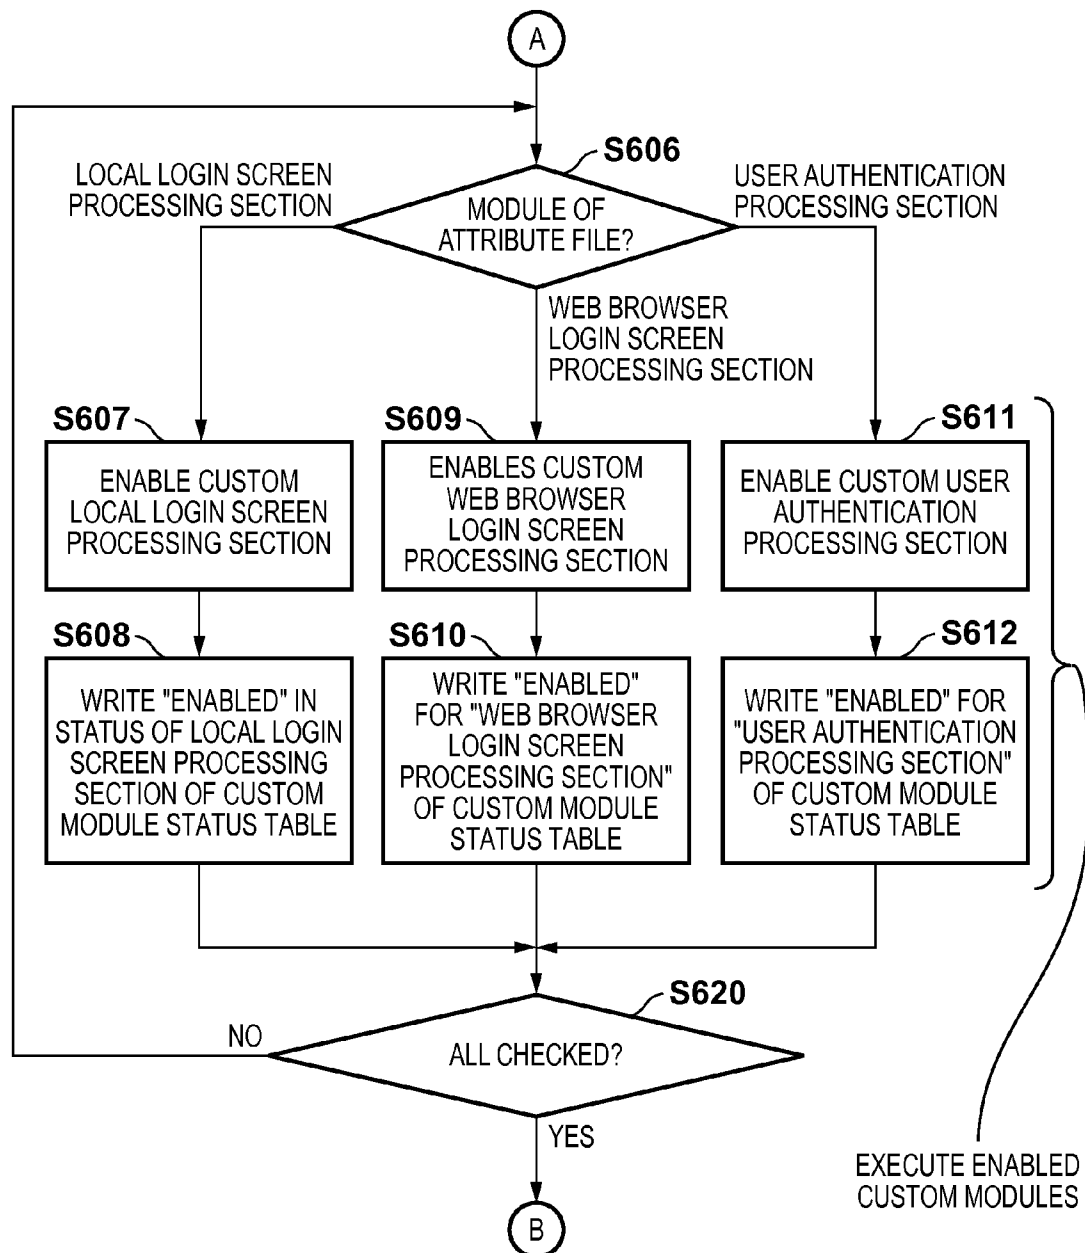 A
S606
LOCAL LOGIN SCREEN
PROCESSING SECTION
USER AUTHENTICATION
PROCESSING SECTION
MODULE OF
ATTRIBUTE FILE?
WEB BROWSER
LOGIN SCREEN
PROCESSING SECTION
S607
ENABLE CUSTOM
LOCAL LOGIN SCREEN
PROCESSING SECTION
S609
ENABLES CUSTOM
WEB BROWSER
LOGIN SCREEN
PROCESSING SECTION
S611
ENABLE CUSTOM USER
AUTHENTICATION
PROCESSING SECTION
S608
WRITE "ENABLED" IN
STATUS OF LOCAL LOGIN
SCREEN PROCESSING
SECTION OF CUSTOM
MODULE STATUS TABLE
S610
WRITE "ENABLED"
FOR "WEB BROWSER
LOGIN SCREEN
PROCESSING SECTION"
OF CUSTOM MODULE
STATUS TABLE
S612
WRITE "ENABLED" FOR
"USER AUTHENTICATION
PROCESSING SECTION"
OF CUSTOM MODULE
STATUS TABLE
S620
NO
ALL CHECKED?
YES
EXECUTE ENABLED
CUSTOM MODULES
B